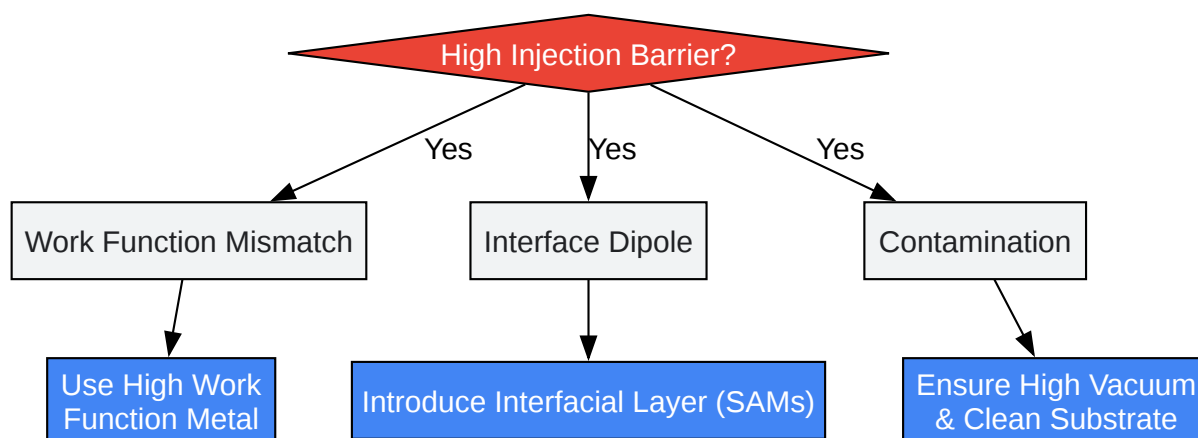 High Injection Barrier?
Yes
Yes
Yes
Work Function Mismatch
Interface Dipole
Contamination
Use High Work
Function Metal
Introduce Interfacial Layer (SAMs)
Ensure High Vacuum
& Clean Substrate